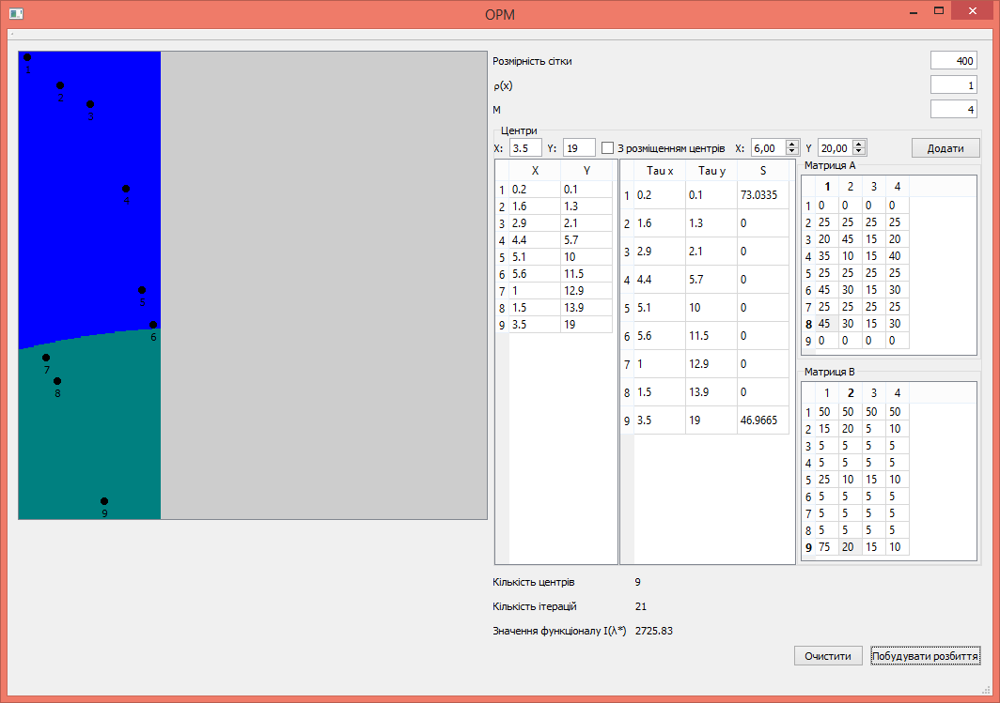 OPM
1
2
3
4
5
6
7
8
9
Розмірність сітки 400
ρ(x) 1
M 4
Центри
X: 3.5 Y: 19 З розміщенням центрів X: 6,00 Y 20,00 Додати
X Y
1 0.2 0.1
2 1.6 1.3
3 2.9 2.1
4 4.4 5.7
5 5.1 10
6 5.6 11.5
7 1 12.9
8 1.5 13.9
9 3.5 19
Tau x Tau y S
1 0.2 0.1 73.0335
2 1.6 1.3 0
3 2.9 2.1 0
4 4.4 5.7 0
5 5.1 10 0
6 5.6 11.5 0
7 1 12.9 0
8 1.5 13.9 0
9 3.5 19 46.9665
Матриця А
1 2 3 4
1 0 0 0 0
2 25 25 25 25
3 20 45 15 20
4 35 10 15 40
5 25 25 25 25
6 45 30 15 30
7 25 25 25 25
8 45 30 15 30
9 0 0 0 0
Матриця В
1 2 3 4
1 50 50 50 50
2 15 20 5 10
3 5 5 5 5
4 5 5 5 5
5 25 10 15 10
6 5 5 5 5
7 5 5 5 5
8 5 5 5 5
9 75 20 15 10
Кількість центрів 9
Кількість ітерацій 21
Значення функціоналу I(λ*) 2725.83
Очистити Побудувати розбиття